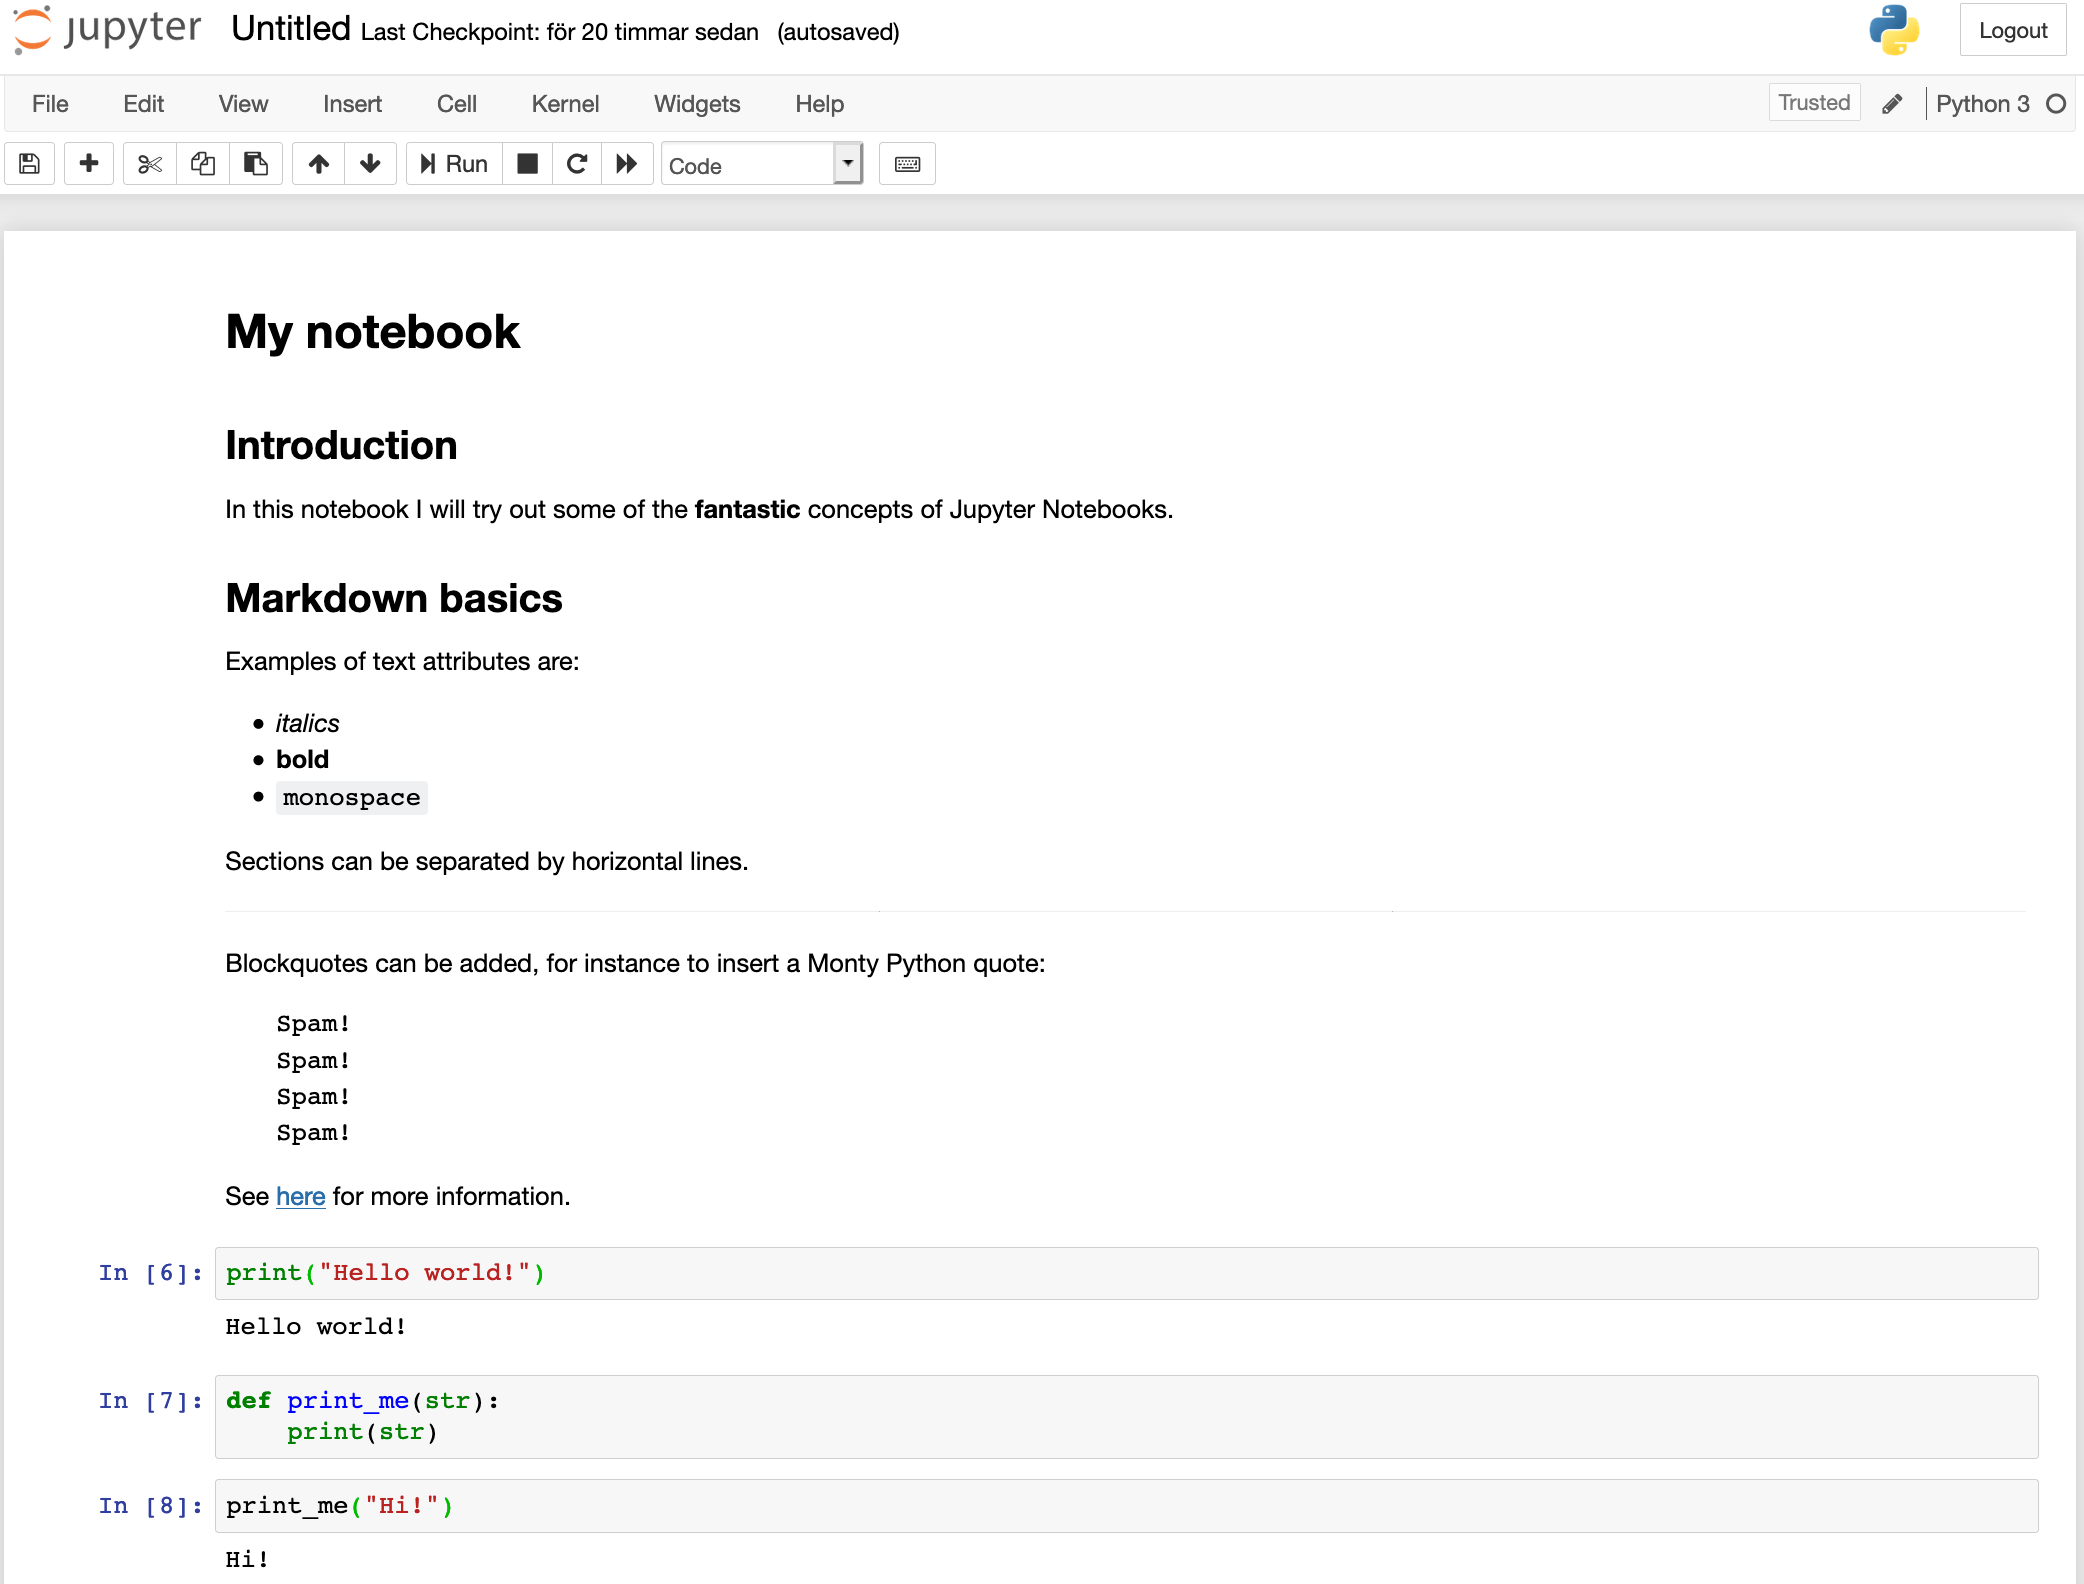 jupyter Untitled Last Checkpoint: för 20 timmar sedan (autosaved) Logout
File Edit View Insert Cell Kernel Widgets Help Trusted Python 3
Run Code
My notebook
Introduction
In this notebook I will try out some of the fantastic concepts of Jupyter Notebooks.
Markdown basics
Examples of text attributes are:
italics
bold
monospace
Sections can be separated by horizontal lines.
Blockquotes can be added, for instance to insert a Monty Python quote:
Spam!
Spam!
Spam!
Spam!
See here for more information.
In [6]: print("Hello world!")
Hello world!
In [7]: def print_me(str):
    print(str)
In [8]: print_me("Hi!")
Hi!